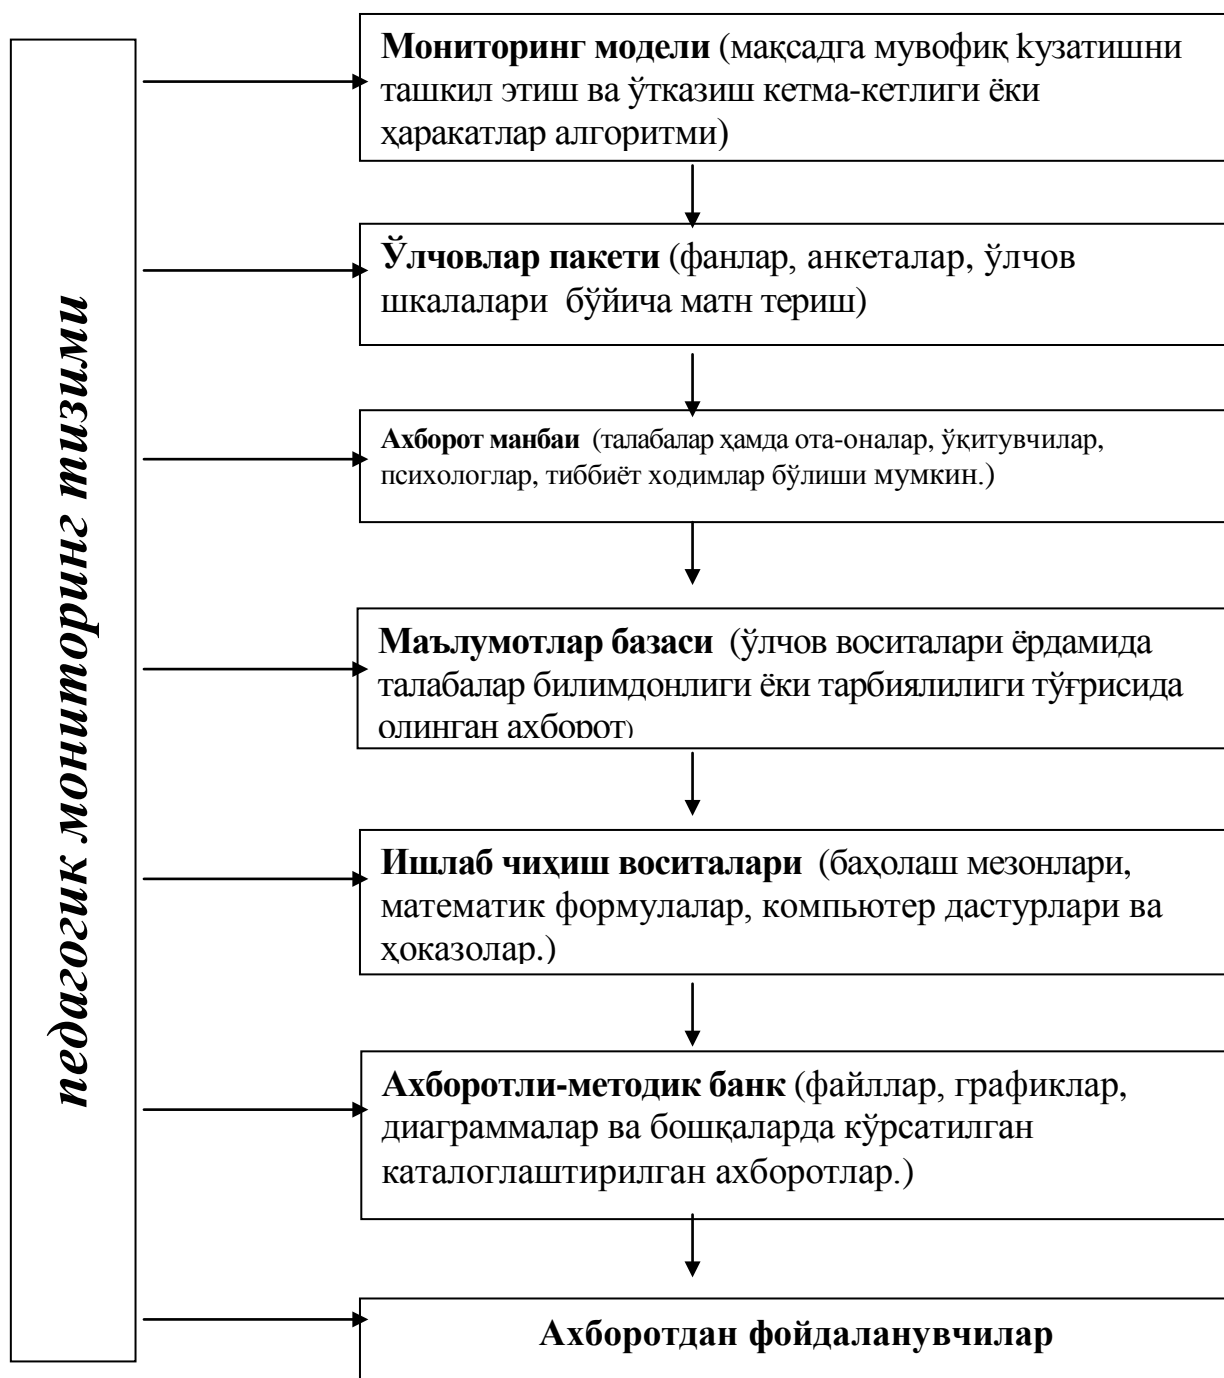 педагогик мониторинг тизими
Мониторинг модели (мақсадга мувофиқ kузатишни
ташкил этиш ва ўтказиш кетма-кетлиги ёки
ҳаракатлар алгоритми)
Ўлчовлар пакети (фанлар, анкеталар, ўлчов
шкалалари бўйича матн териш)
Ахборот манбаи (талабалар ҳамда ота-оналар, ўқитувчилар,
психологлар, тиббиёт ходимлар бўлиши мумкин.)
Маълумотлар базаси (ўлчов воситалари ёрдамида
талабалар билимдонлиги ёки тарбиялилиги тўғрисида
олинган ахборот)
Ишлаб чиҳиш воситалари (баҳолаш мезонлари,
математик формулалар, компьютер дастурлари ва
ҳоказолар.)
Ахборотли-методик банк (файллар, графиклар,
диаграммалар ва бошқаларда кўрсатилган
каталоглаштирилган ахборотлар.)
Ахборотдан фойдаланувчилар